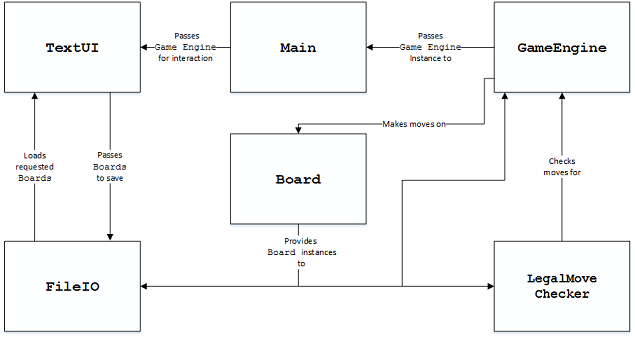 TextUI
Passes
Game Engine
for interaction
Main
Passes
Game Engine
Instance to
GameEngine
Makes moves on
Loads
requested
Boards
Passes
Boards
to save
Board
Checks
moves for
Provides
Board instances
to
FileIO
LegalMove
Checker